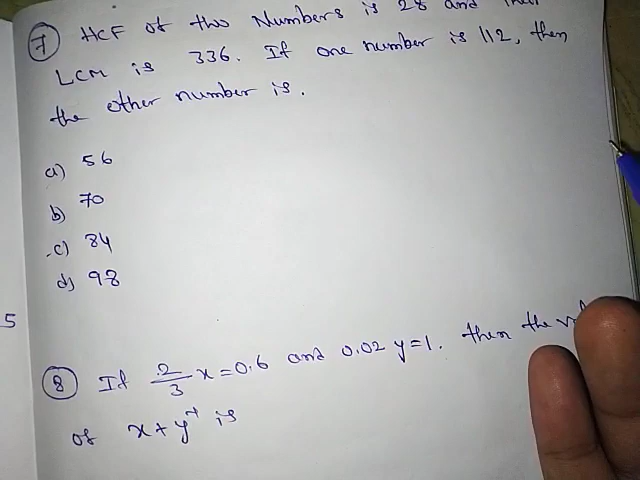 7 HCF of two Numbers is 28 and their
LCM is 336. If one number is 112, then
the other number is.
a) 56
b) 70
c) 84
d) 98
5
8 If 2/3 x = 0.6 and 0.02 y = 1. then the
of x + y⁻¹ is